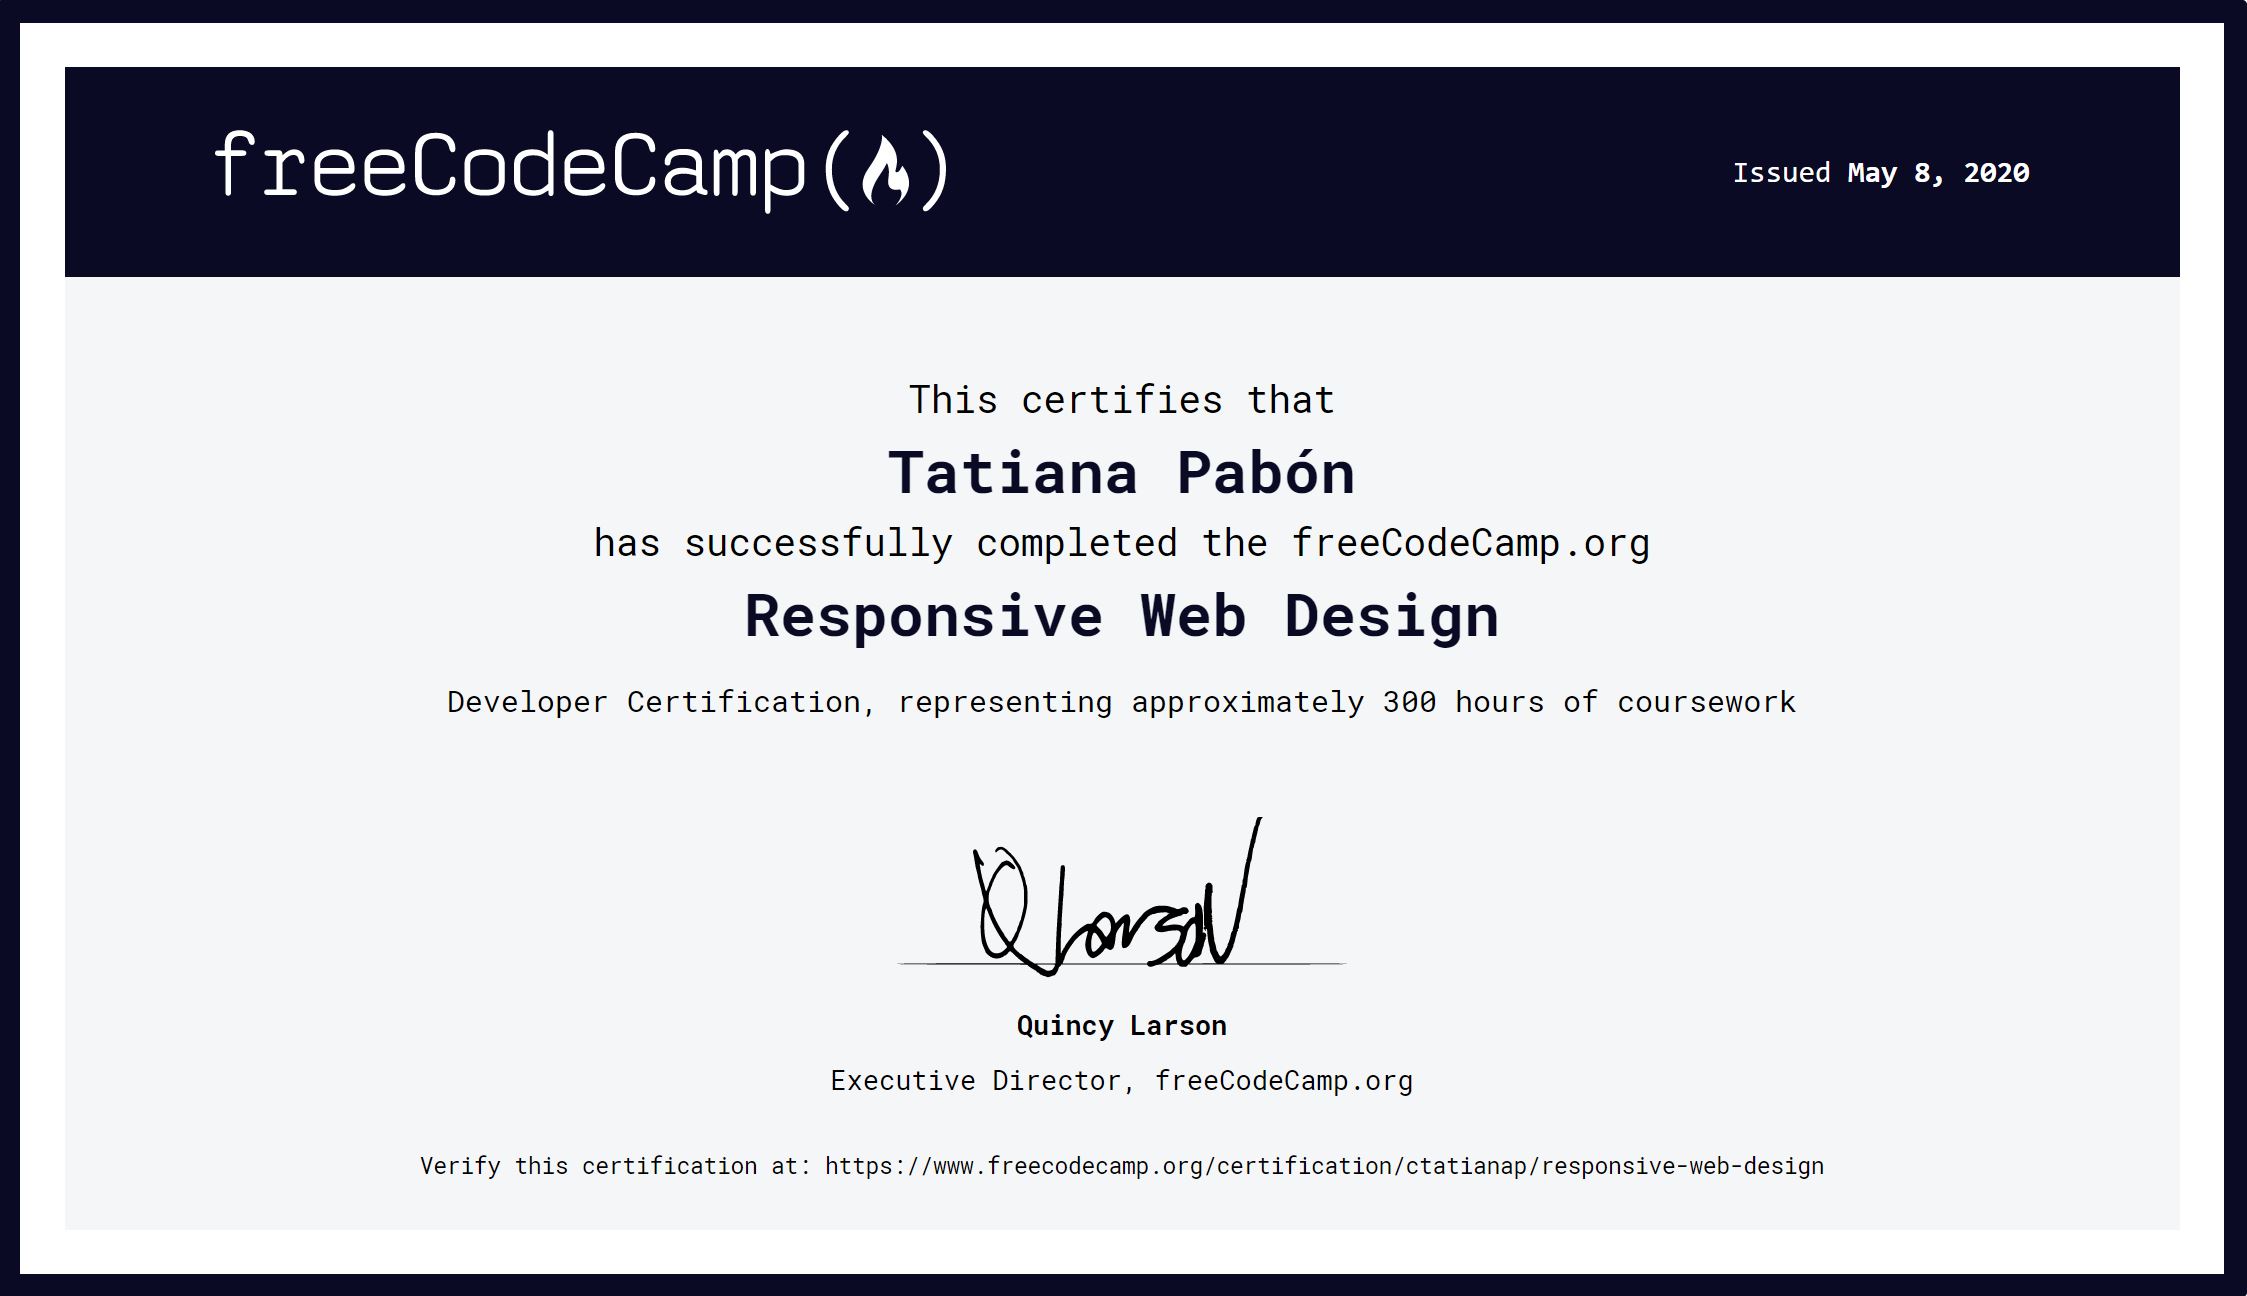 freeCodeCamp(🔥)
Issued May 8, 2020
This certifies that
Tatiana Pabón
has successfully completed the freeCodeCamp.org
Responsive Web Design
Developer Certification, representing approximately 300 hours of coursework
Q Larson
Quincy Larson
Executive Director, freeCodeCamp.org
Verify this certification at: https://www.freecodecamp.org/certification/ctatianap/responsive-web-design